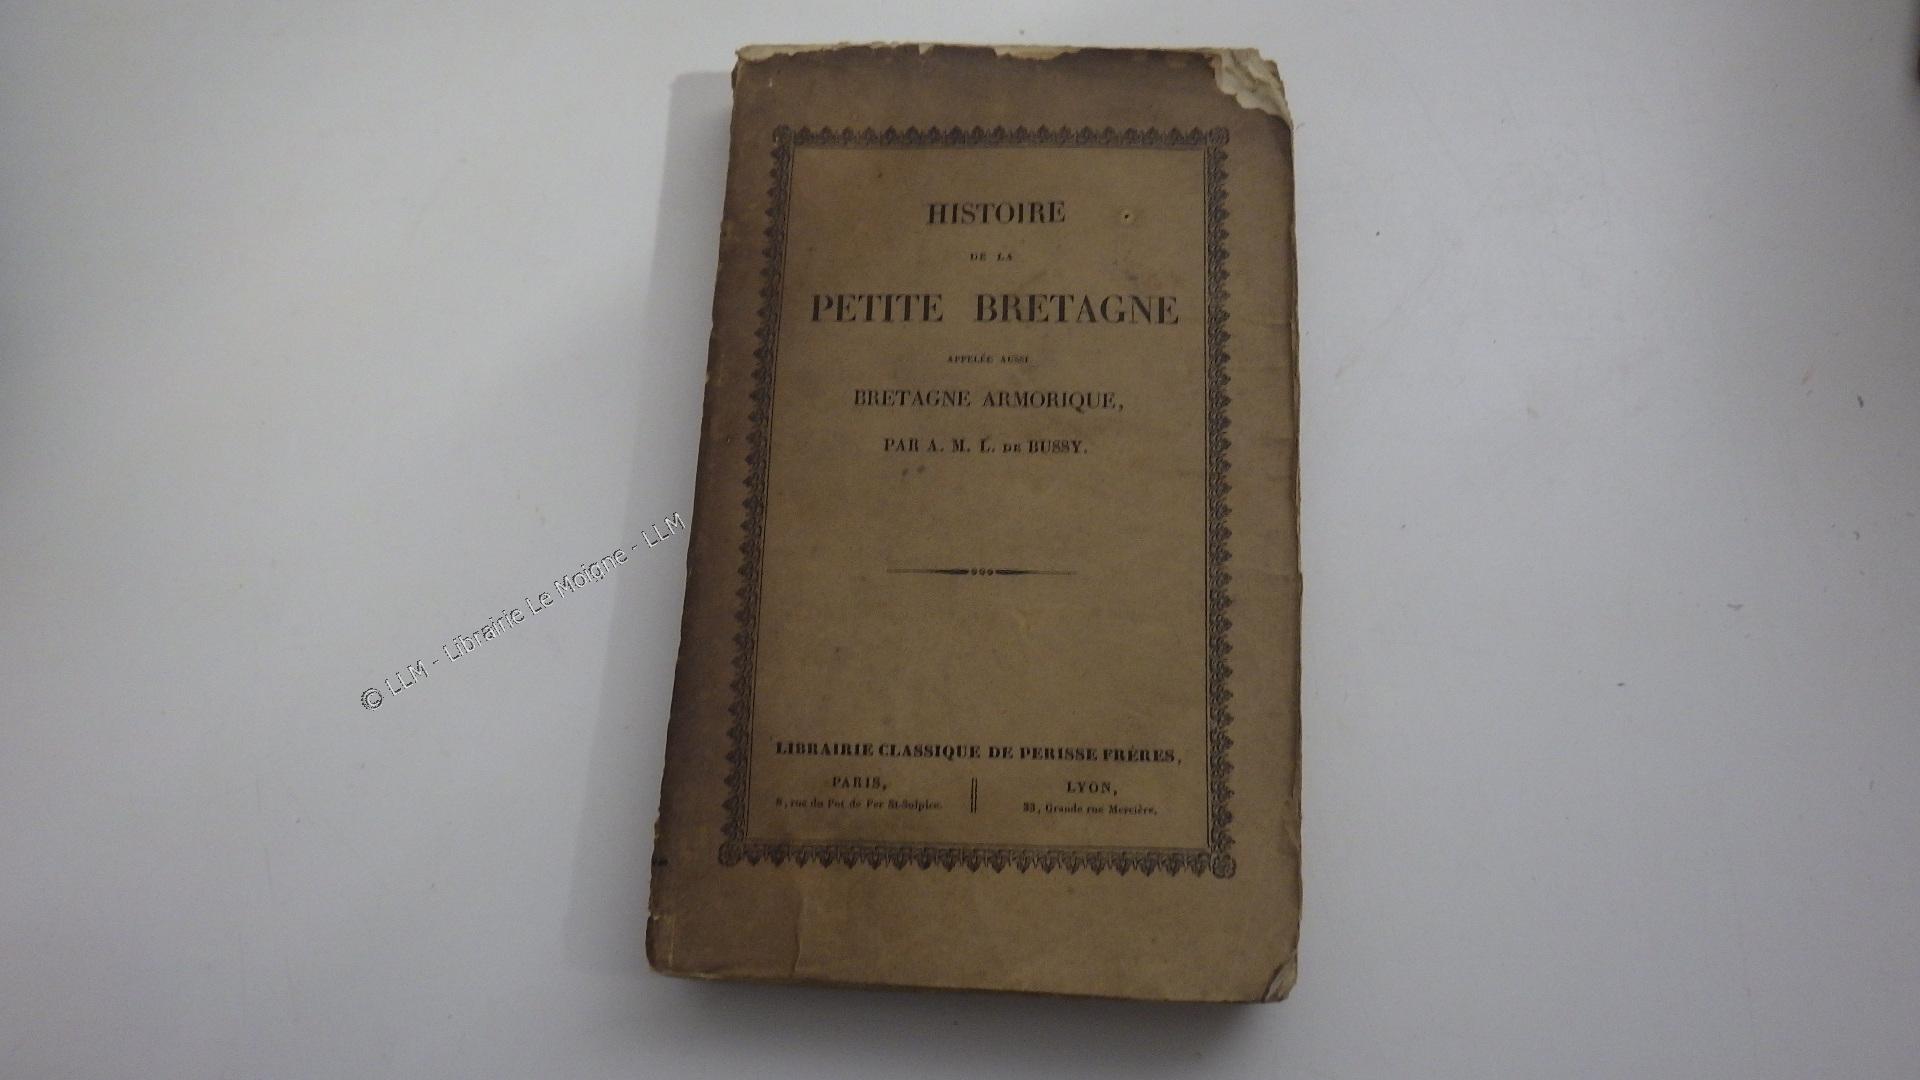 HISTOIRE
DE LA
PETITE BRETAGNE
APPELÉE AUSSI
BRETAGNE ARMORIQUE,
PAR A. M. L. DE BUSSY.
LIBRAIRIE CLASSIQUE DE PERISSE FRÈRES,
PARIS,
8, rue du Pot de Fer St-Sulpice.
LYON,
33, Grande rue Mercière,
© LLM - Librairie Le Moigne - LLM